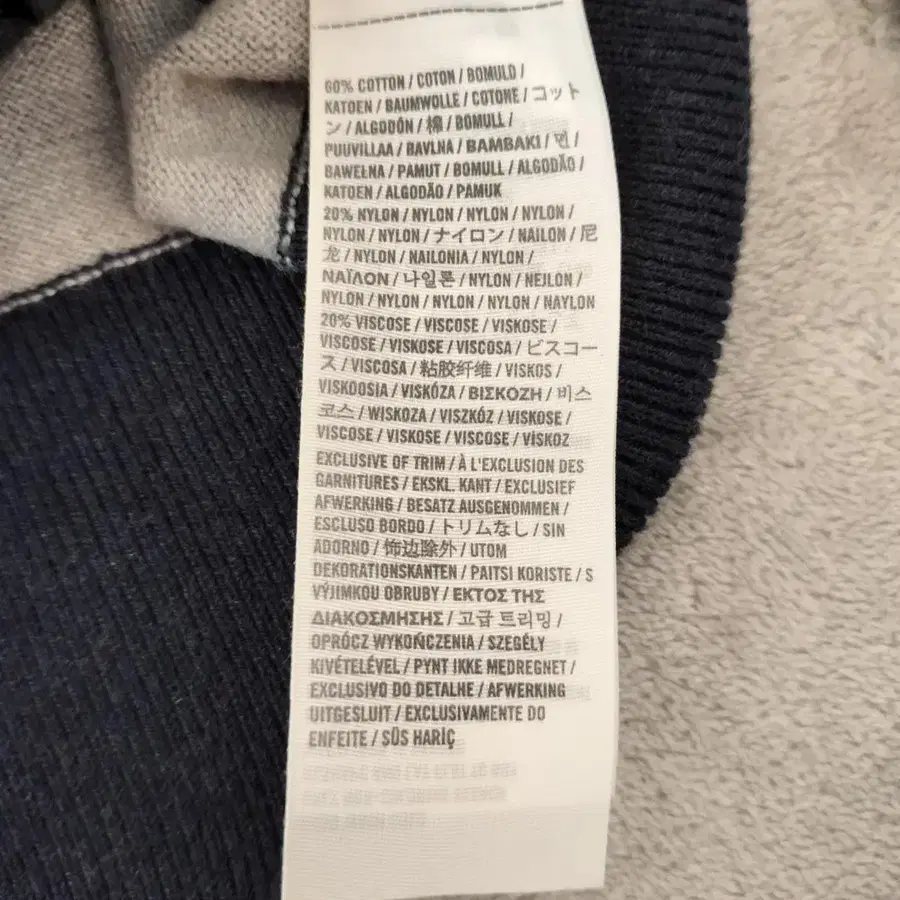 60% COTTON / COTON / BOMULD /
KATOEN / BAUMWOLLE / COTONE / コット
ン / ALGODÓN / 棉 / BOMULL /
PUUVILLAA / BAVLNA / BAMBAKI / 면 /
BAWEŁNA / PAMUT / BOMULL / ALGODÃO /
KATOEN / ALGODÃO / PAMUK
20% NYLON / NYLON / NYLON / NYLON /
NYLON / NYLON / ナイロン / NAILON / 尼
龙 / NYLON / NAILONIA / NYLON /
ΝΑΪΛΟΝ / 나일론 / NYLON / NEJLON /
NYLON / NYLON / NYLON / NYLON / NAYLON
20% VISCOSE / VISCOSE / VISKOSE /
VISCOSE / VISKOSE / VISCOSA / ビスコー
ス / VISCOSA / 粘胶纤维 / VISKOS /
VISKOOSIA / VISKÓZA / ΒΙΣΚΟΖΗ / 비스
코스 / WISKOZA / VISZKÓZ / VISKOSE /
VISCOSE / VISKOSE / VISCOSE / VİSKOZ
EXCLUSIVE OF TRIM / À L'EXCLUSION DES
GARNITURES / EKSKL. KANT / EXCLUSIEF
AFWERKING / BESATZ AUSGENOMMEN /
ESCLUSO BORDO / トリムなし / SIN
ADORNO / 饰边除外 / UTOM
DEKORATIONSKANTEN / PAITSI KORISTE / S
VÝJIMKOU OBRUBY / ΕΚΤΟΣ ΤΗΣ
ΔΙΑΚΟΣΜΗΣΗΣ / 고급 트리밍 /
OPRÓCZ WYKOŃCZENIA / SZEGÉLY
KIVÉTELÉVEL / PYNT IKKE MEDREGNET /
EXCLUSIVO DO DETALHE / AFWERKING
UITGESLUIT / EXCLUSIVAMENTE DO
ENFEITE / SÜS HARİÇ